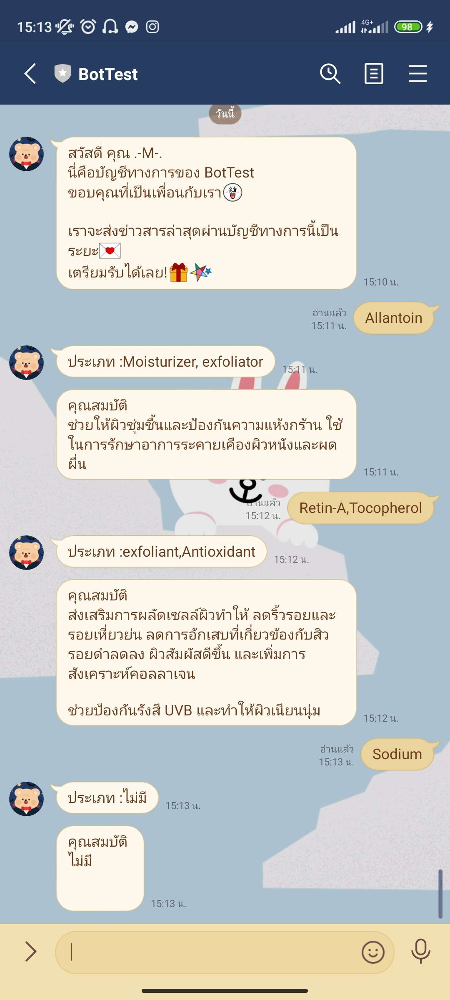 15:13
4G+
98
BotTest
วันนี้
สวัสดี คุณ .-M-.
นี่คือบัญชีทางการของ BotTest
ขอบคุณที่เป็นเพื่อนกับเรา
เราจะส่งข่าวสารล่าสุดผ่านบัญชีทางการนี้เป็น
ระยะ
เตรียมรับได้เลย!
15:10 น.
อ่านแล้ว
15:11 น.
Allantoin
ประเภท :Moisturizer, exfoliator
15:11 น.
คุณสมบัติ
ช่วยให้ผิวชุ่มชื้นและป้องกันความแห้งกร้าน ใช้
ในการรักษาอาการระคายเคืองผิวหนังและผด
ผื่น
15:11 น.
อ่านแล้ว
15:12 น.
Retin-A,Tocopherol
ประเภท :exfoliant,Antioxidant
15:12 น.
คุณสมบัติ
ส่งเสริมการผลัดเซลล์ผิวทำให้ ลดริ้วรอยและ
รอยเหี่ยวย่น ลดการอักเสบที่เกี่ยวข้องกับสิว
รอยดำลดลง ผิวสัมผัสดีขึ้น และเพิ่มการ
สังเคราะห์คอลลาเจน
ช่วยป้องกันรังสี UVB และทำให้ผิวเนียนนุ่ม
15:12 น.
อ่านแล้ว
15:13 น.
Sodium
ประเภท :ไม่มี
15:13 น.
คุณสมบัติ
ไม่มี
15:13 น.